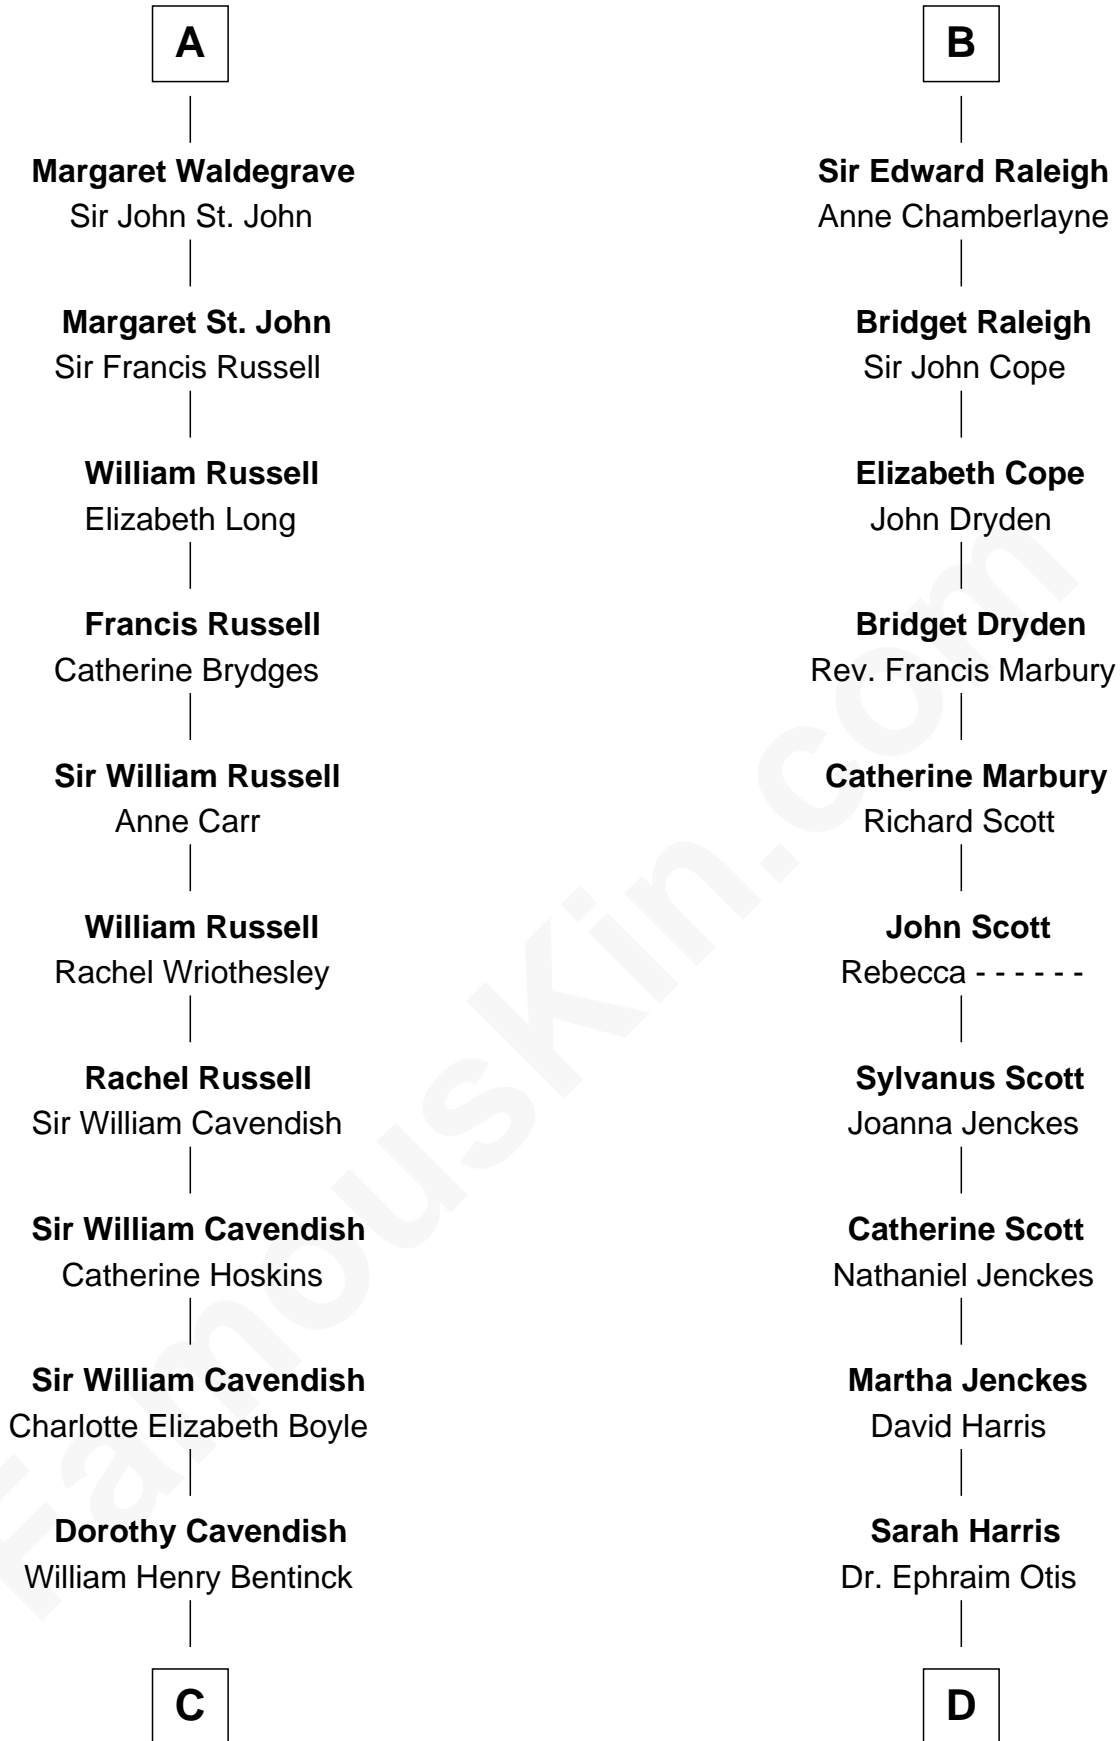 A
Margaret Waldegrave
Sir John St. John
Margaret St. John
Sir Francis Russell
William Russell
Elizabeth Long
Francis Russell
Catherine Brydges
Sir William Russell
Anne Carr
William Russell
Rachel Wriothesley
Rachel Russell
Sir William Cavendish
Sir William Cavendish
Catherine Hoskins
Sir William Cavendish
Charlotte Elizabeth Boyle
Dorothy Cavendish
William Henry Bentinck
C
B
Sir Edward Raleigh
Anne Chamberlayne
Bridget Raleigh
Sir John Cope
Elizabeth Cope
John Dryden
Bridget Dryden
Rev. Francis Marbury
Catherine Marbury
Richard Scott
John Scott
Rebecca - - - - - -
Sylvanus Scott
Joanna Jenckes
Catherine Scott
Nathaniel Jenckes
Martha Jenckes
David Harris
Sarah Harris
Dr. Ephraim Otis
D
FamousKin.com